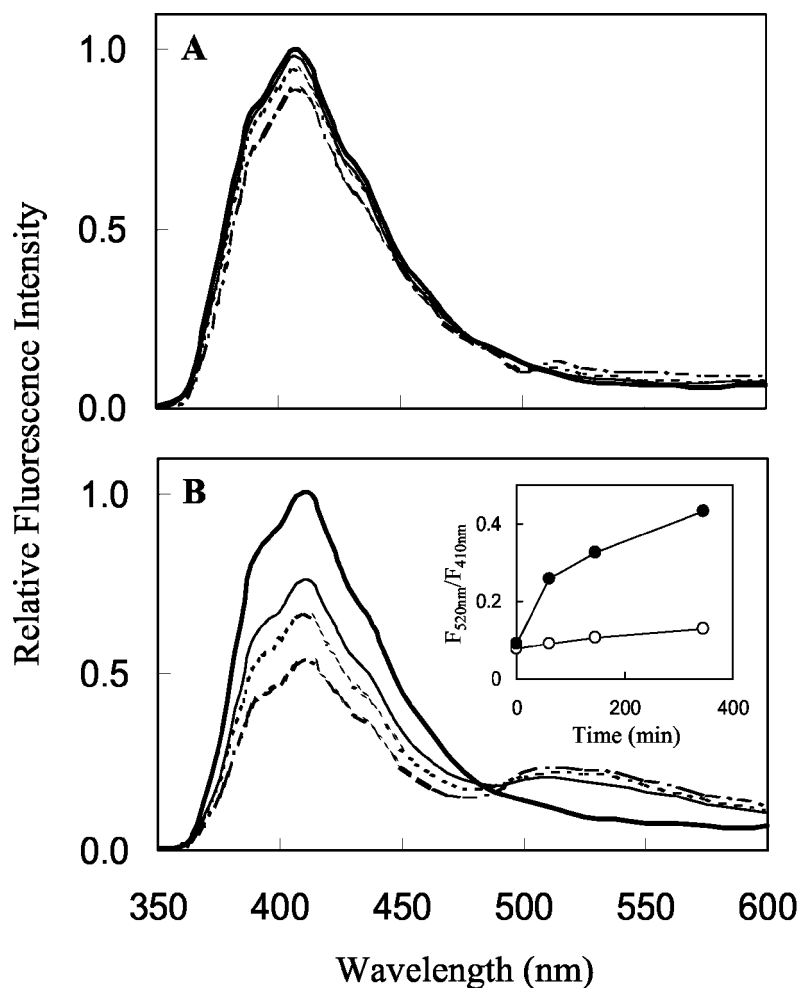 Relative Fluorescence Intensity
A
1.0
0.5
0.0
B
1.0
0.5
0.0
350 400 450 500 550 600
Wavelength (nm)
F520nm/F410nm
0.4
0.2
0
0 200 400
Time (min)